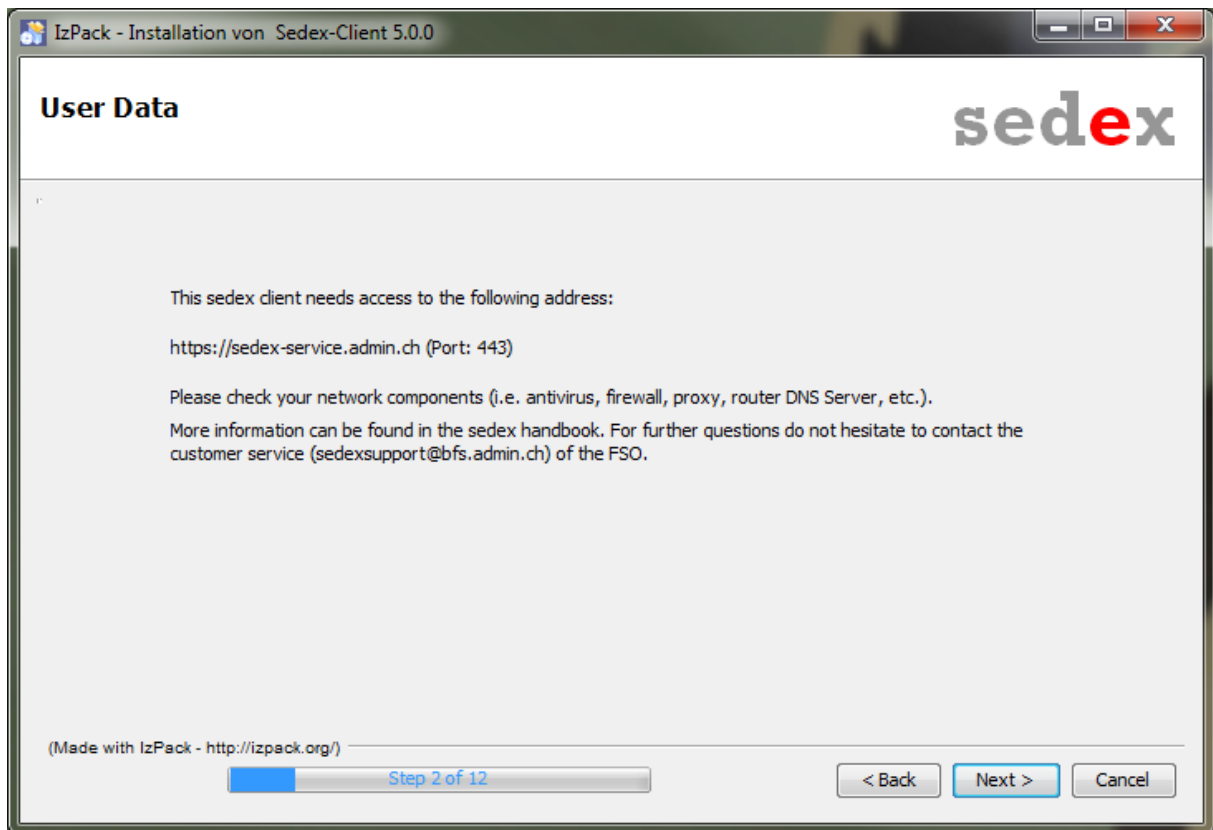 IzPack - Installation von Sedex-Client 5.0.0
User Data
sedex
This sedex client needs access to the following address:
https://sedex-service.admin.ch (Port: 443)
Please check your network components (i.e. antivirus, firewall, proxy, router DNS Server, etc.).
More information can be found in the sedex handbook. For further questions do not hesitate to contact the
customer service (sedexsupport@bfs.admin.ch) of the FSO.
(Made with IzPack - http://izpack.org/)
Step 2 of 12
< Back
Next >
Cancel